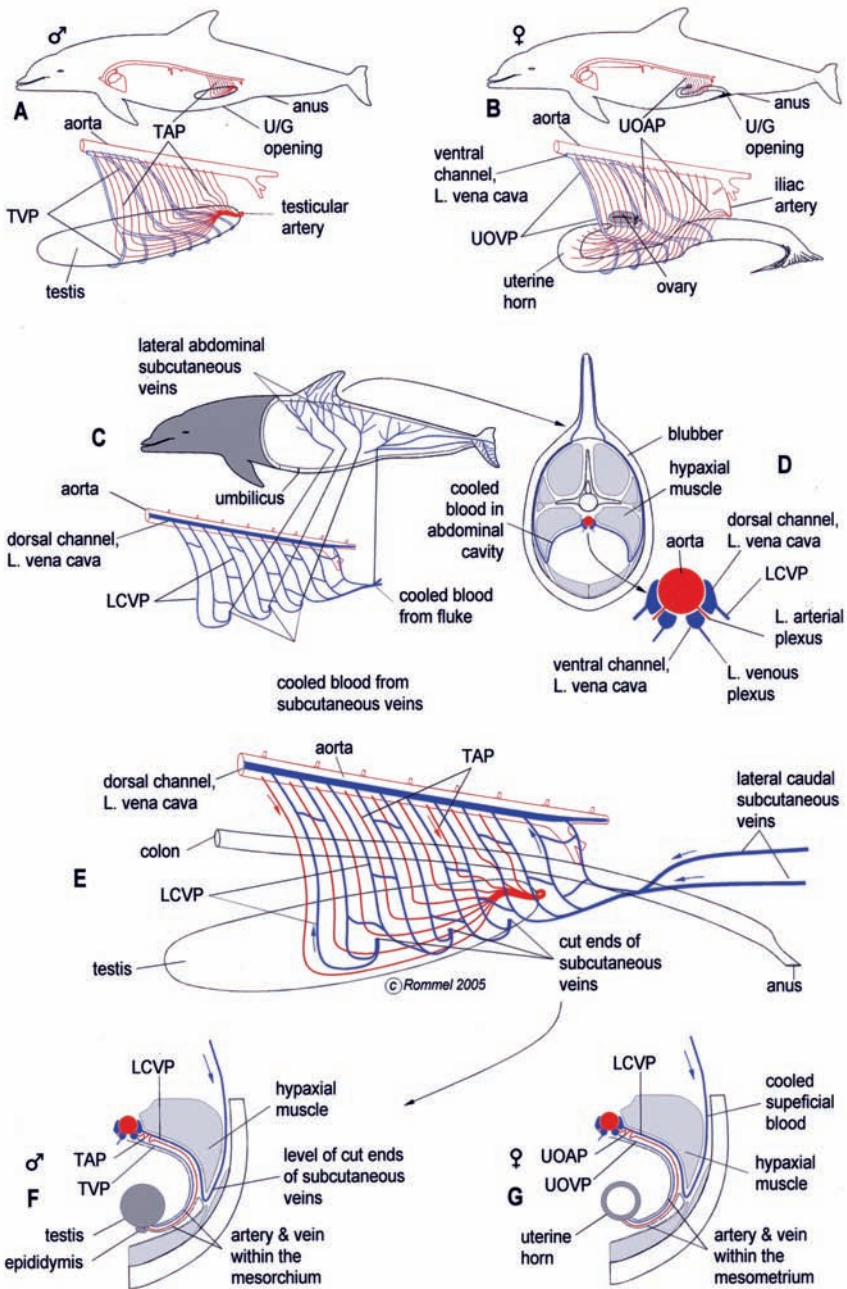 ♂
A
anus
U/G
opening
aorta
TAP
TVP
testicular
artery
testis
♀
B
anus
U/G
opening
aorta
UOAP
ventral
channel,
L. vena cava
iliac
artery
UOVP
uterine
horn
ovary
lateral abdominal
subcutaneous
veins
C
umbilicus
aorta
dorsal channel,
L. vena cava
LCVP
cooled blood
from fluke
cooled blood from
subcutaneous veins
D
blubber
hypaxial
muscle
cooled
blood in
abdominal
cavity
aorta
dorsal channel,
L. vena cava
LCVP
L. arterial
plexus
ventral channel,
L. vena cava
L. venous
plexus
E
aorta
TAP
dorsal channel,
L. vena cava
lateral caudal
subcutaneous
veins
colon
LCVP
testis
cut ends of
subcutaneous
veins
anus
© Rommel 2005
LCVP
hypaxial
muscle
♂
TAP
TVP
level of cut ends
of subcutaneous
veins
F
testis
epididymis
artery & vein
within the
mesorchium
LCVP
cooled
supeficial
blood
♀
UOAP
UOVP
hypaxial
muscle
G
uterine
horn
artery & vein
within the
mesometrium